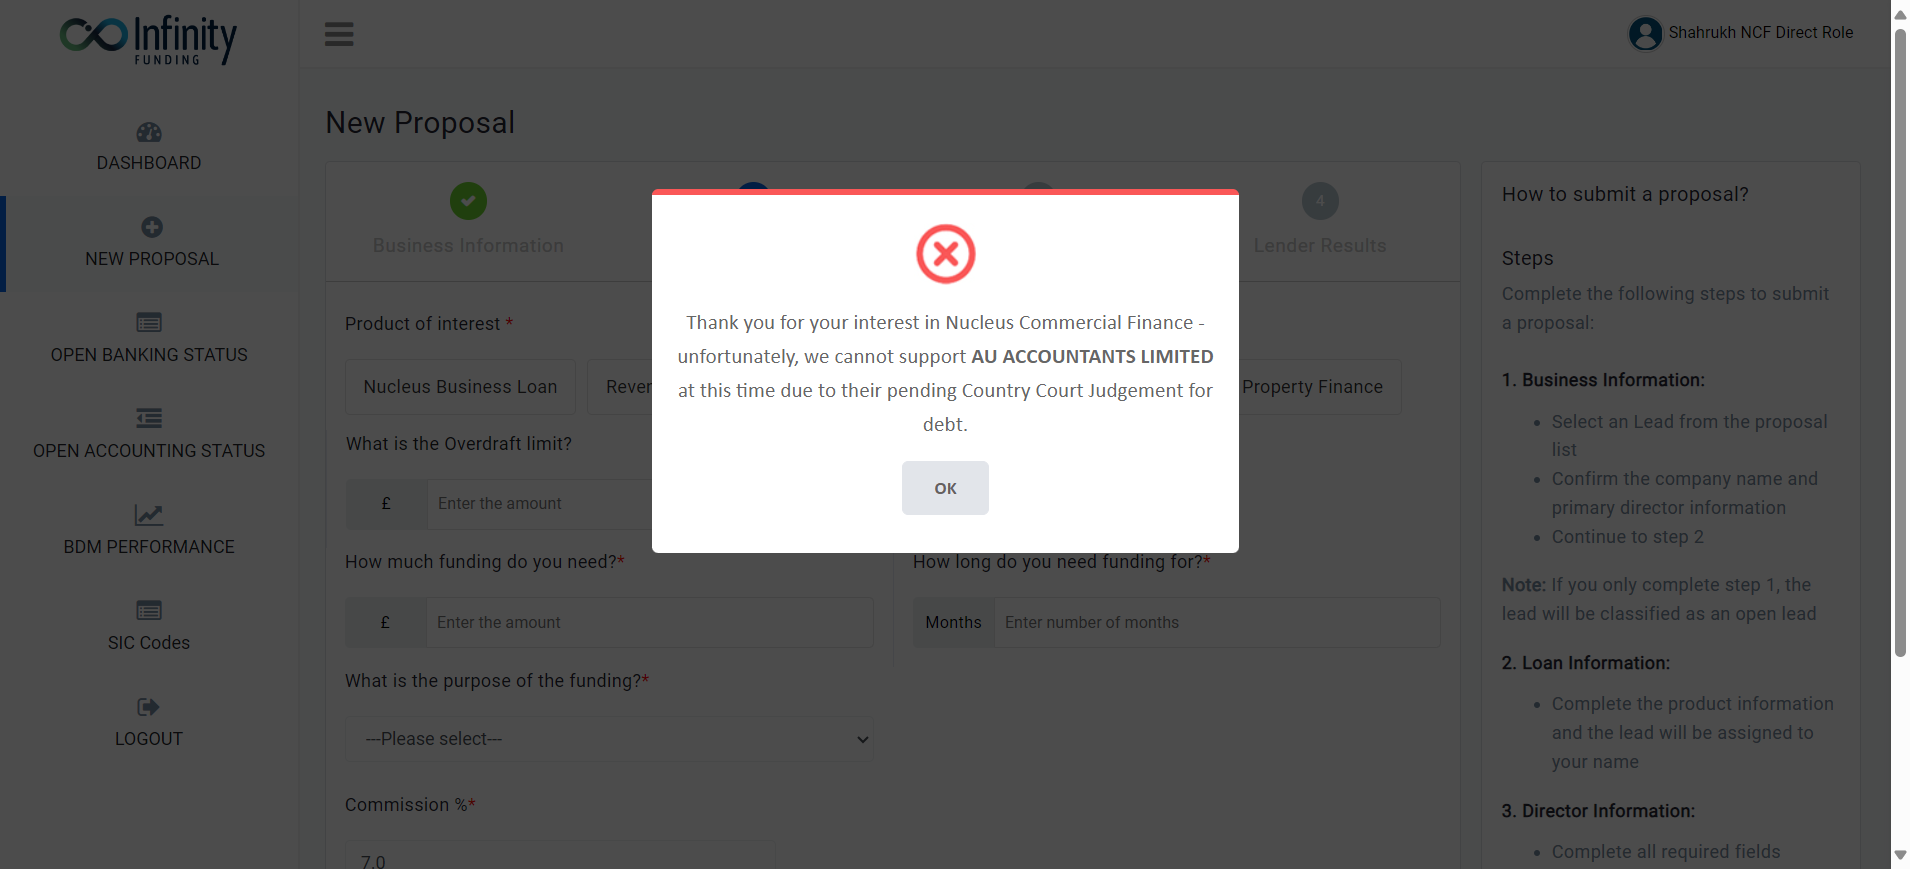 Infinity
FUNDING
Shahrukh NCF Direct Role
DASHBOARD
NEW PROPOSAL
OPEN BANKING STATUS
OPEN ACCOUNTING STATUS
BDM PERFORMANCE
SIC Codes
LOGOUT
New Proposal
Business Information
4
Lender Results
Product of interest *
Nucleus Business Loan
Rever
Property Finance
What is the Overdraft limit?
£
Enter the amount
How much funding do you need?*
£
Enter the amount
How long do you need funding for?*
Months
Enter number of months
What is the purpose of the funding?*
---Please select---
Commission %*
7.0
Thank you for your interest in Nucleus Commercial Finance -
unfortunately, we cannot support AU ACCOUNTANTS LIMITED
at this time due to their pending Country Court Judgement for
debt.
OK
How to submit a proposal?
Steps
Complete the following steps to submit
a proposal:
1. Business Information:
• Select an Lead from the proposal
list
• Confirm the company name and
primary director information
• Continue to step 2
Note: If you only complete step 1, the
lead will be classified as an open lead
2. Loan Information:
• Complete the product information
and the lead will be assigned to
your name
3. Director Information:
• Complete all required fields